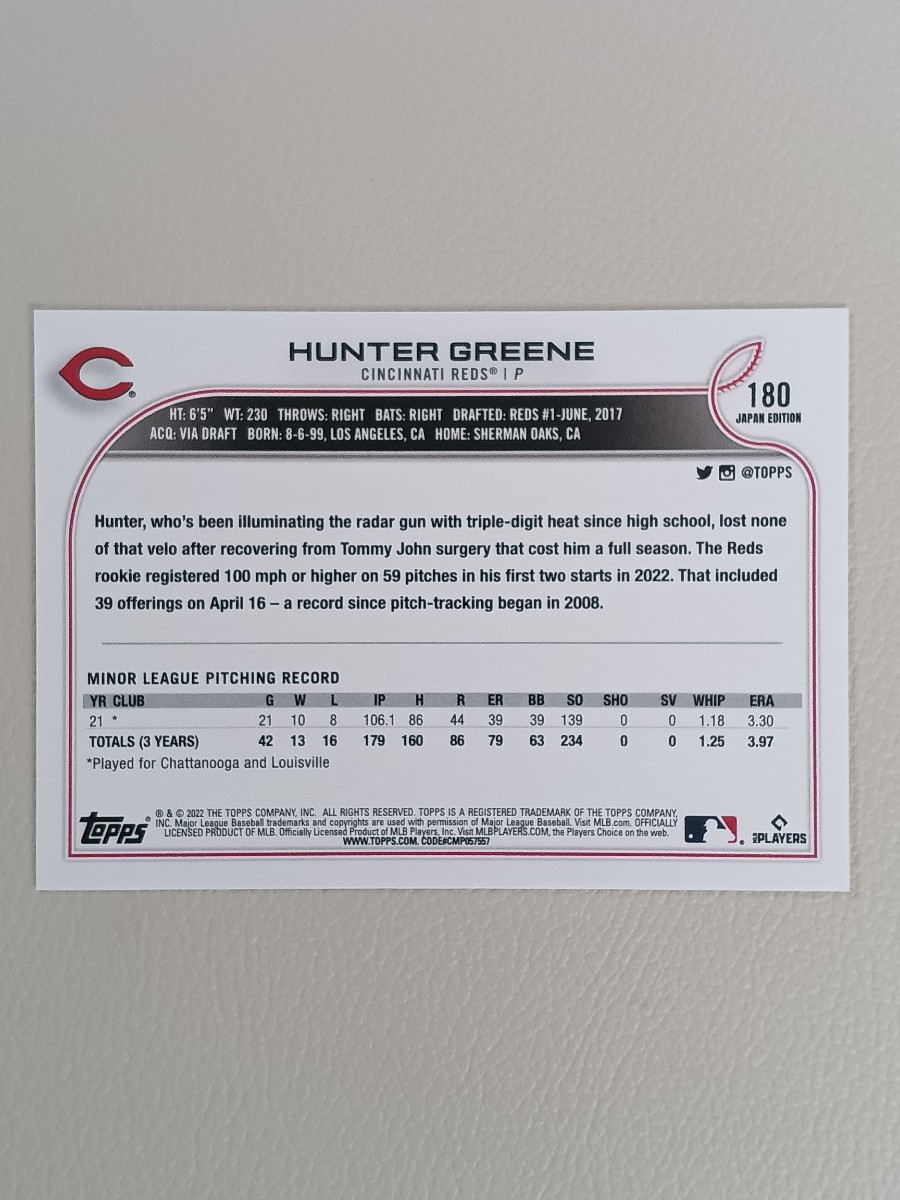 HUNTER GREENE
CINCINNATI REDS® | P
180
JAPAN EDITION
HT: 6'5" WT: 230 THROWS: RIGHT BATS: RIGHT DRAFTED: REDS #1-JUNE, 2017
ACQ: VIA DRAFT BORN: 8-6-99, LOS ANGELES, CA HOME: SHERMAN OAKS, CA
@TOPPS
Hunter, who's been illuminating the radar gun with triple-digit heat since high school, lost none
of that velo after recovering from Tommy John surgery that cost him a full season. The Reds
rookie registered 100 mph or higher on 59 pitches in his first two starts in 2022. That included
39 offerings on April 16 – a record since pitch-tracking began in 2008.
MINOR LEAGUE PITCHING RECORD
YR CLUB G W L IP H R ER BB SO SHO SV WHIP ERA
21 * 21 10 8 106.1 86 44 39 39 139 0 0 1.18 3.30
TOTALS (3 YEARS) 42 13 16 179 160 86 79 63 234 0 0 1.25 3.97
*Played for Chattanooga and Louisville
Topps®
® & © 2022 THE TOPPS COMPANY, INC. ALL RIGHTS RESERVED. TOPPS IS A REGISTERED TRADEMARK OF THE TOPPS COMPANY,
INC. Major League Baseball trademarks and copyrights are used with permission of Major League Baseball. Visit MLB.com. OFFICIALLY
LICENSED PRODUCT OF MLB. Officially Licensed Product of MLB Players, Inc. Visit MLBPLAYERS.COM, the Players Choice on the web.
WWW.TOPPS.COM. CODE#CMP057557
MLB PLAYERS